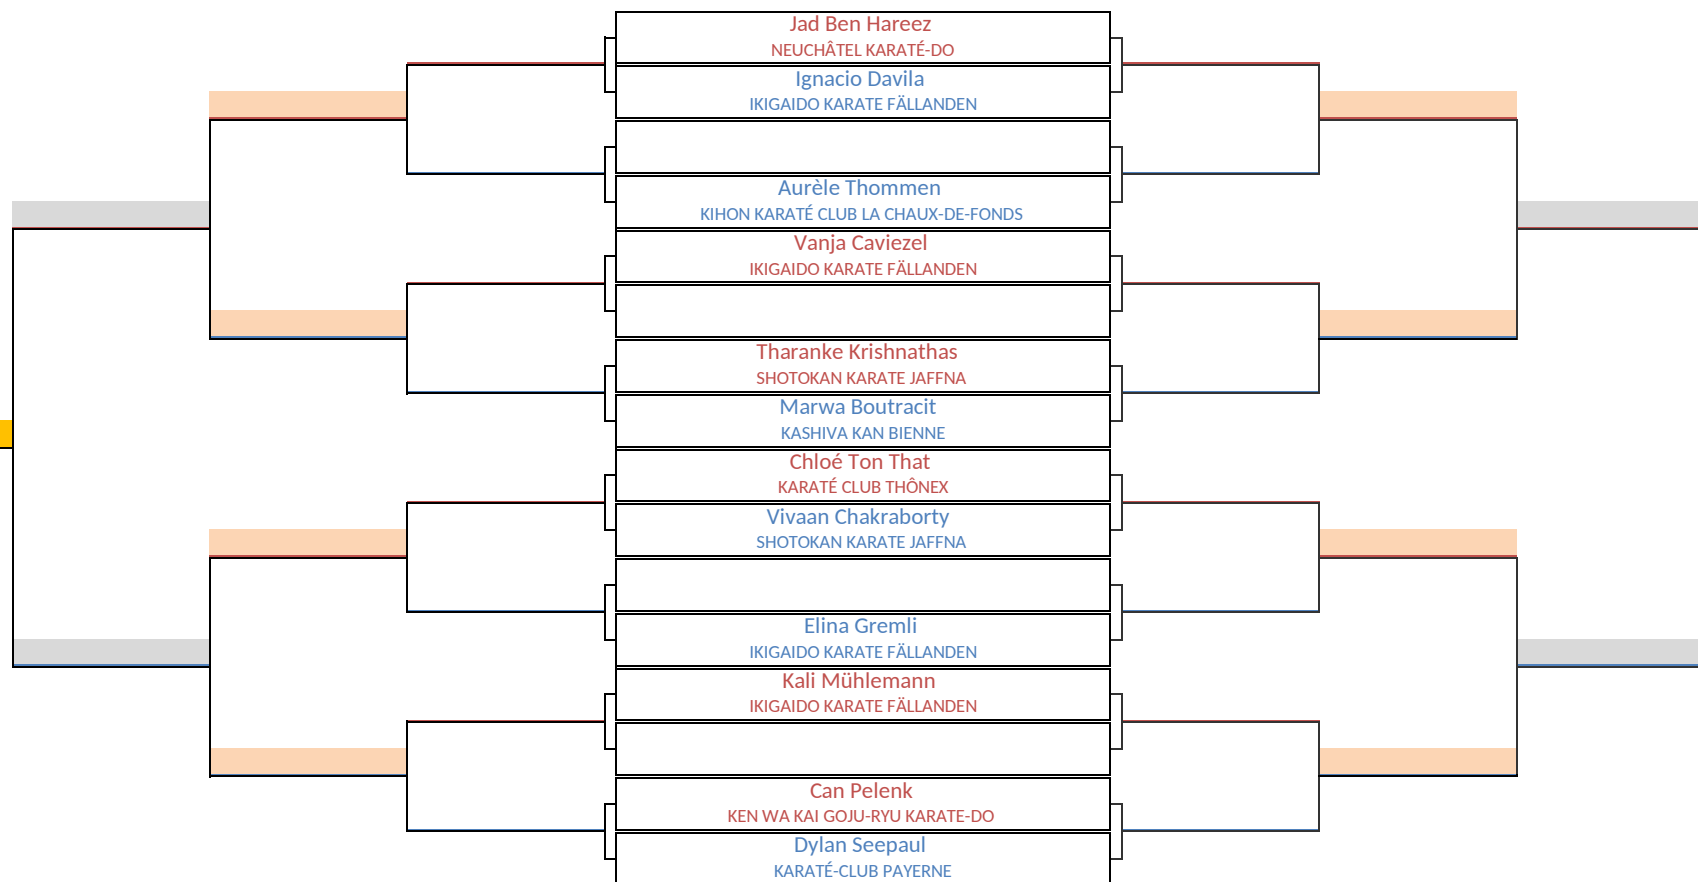 Jad Ben Hareez
NEUCHÂTEL KARATÉ-DO
Ignacio Davila
IKIGAIDO KARATE FÄLLANDEN
Aurèle Thommen
KIHON KARATÉ CLUB LA CHAUX-DE-FONDS
Vanja Caviezel
IKIGAIDO KARATE FÄLLANDEN
Tharanke Krishnathas
SHOTOKAN KARATE JAFFNA
Marwa Boutracit
KASHIVA KAN BIENNE
Chloé Ton That
KARATÉ CLUB THÔNEX
Vivaan Chakraborty
SHOTOKAN KARATE JAFFNA
Elina Gremli
IKIGAIDO KARATE FÄLLANDEN
Kali Mühlemann
IKIGAIDO KARATE FÄLLANDEN
Can Pelenk
KEN WA KAI GOJU-RYU KARATE-DO
Dylan Seepaul
KARATÉ-CLUB PAYERNE